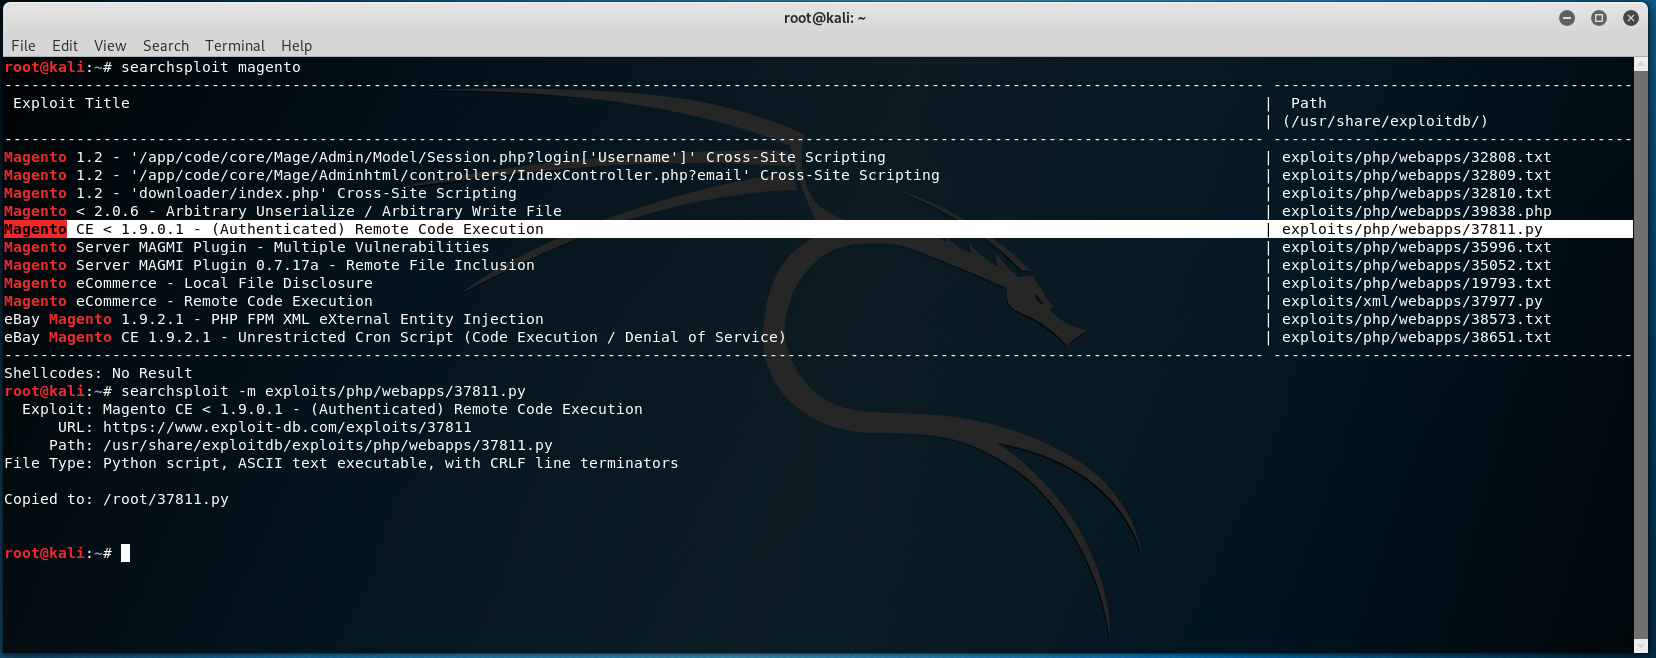 root@kali: ~
File Edit View Search Terminal Help
root@kali:~# searchsploit magento
-------------------------------------------------------------------------------------------------------------------------------------------- ----------------------------------------
 Exploit Title | Path
 | (/usr/share/exploitdb/)
-------------------------------------------------------------------------------------------------------------------------------------------- ----------------------------------------
Magento 1.2 - '/app/code/core/Mage/Admin/Model/Session.php?login['Username']' Cross-Site Scripting | exploits/php/webapps/32808.txt
Magento 1.2 - '/app/code/core/Mage/Adminhtml/controllers/IndexController.php?email' Cross-Site Scripting | exploits/php/webapps/32809.txt
Magento 1.2 - 'downloader/index.php' Cross-Site Scripting | exploits/php/webapps/32810.txt
Magento < 2.0.6 - Arbitrary Unserialize / Arbitrary Write File | exploits/php/webapps/39838.php
Magento CE < 1.9.0.1 - (Authenticated) Remote Code Execution | exploits/php/webapps/37811.py
Magento Server MAGMI Plugin - Multiple Vulnerabilities | exploits/php/webapps/35996.txt
Magento Server MAGMI Plugin 0.7.17a - Remote File Inclusion | exploits/php/webapps/35052.txt
Magento eCommerce - Local File Disclosure | exploits/php/webapps/19793.txt
Magento eCommerce - Remote Code Execution | exploits/xml/webapps/37977.py
eBay Magento 1.9.2.1 - PHP FPM XML eXternal Entity Injection | exploits/php/webapps/38573.txt
eBay Magento CE 1.9.2.1 - Unrestricted Cron Script (Code Execution / Denial of Service) | exploits/php/webapps/38651.txt
-------------------------------------------------------------------------------------------------------------------------------------------- ----------------------------------------
Shellcodes: No Result
root@kali:~# searchsploit -m exploits/php/webapps/37811.py
  Exploit: Magento CE < 1.9.0.1 - (Authenticated) Remote Code Execution
      URL: https://www.exploit-db.com/exploits/37811
     Path: /usr/share/exploitdb/exploits/php/webapps/37811.py
File Type: Python script, ASCII text executable, with CRLF line terminators
Copied to: /root/37811.py
root@kali:~#